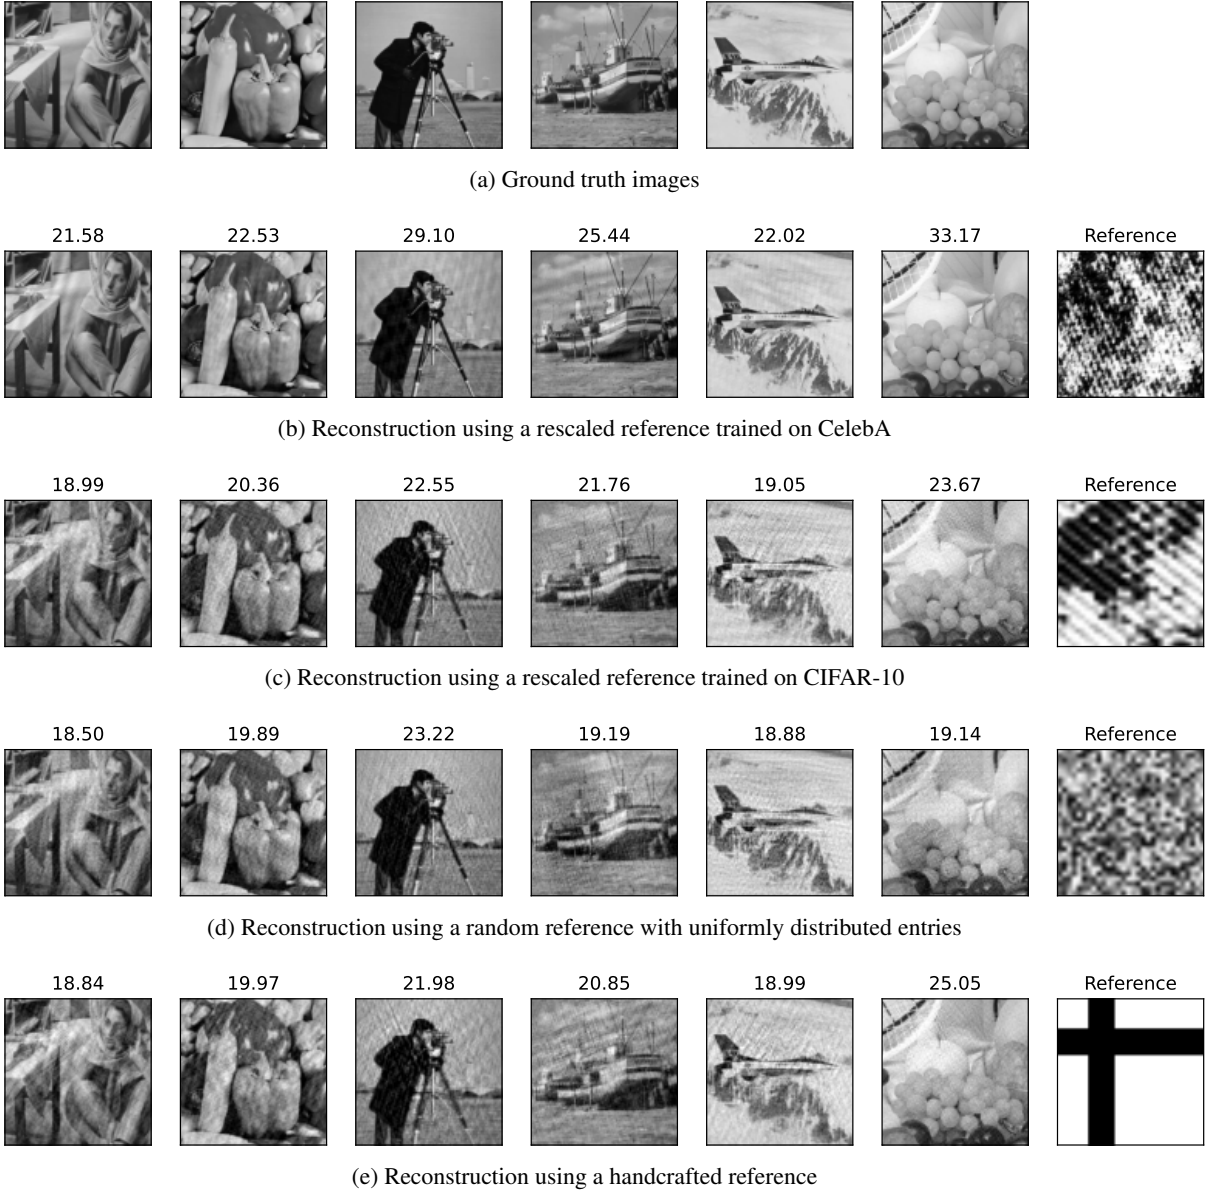 (a) Ground truth images
21.58 22.53 29.10 25.44 22.02 33.17 Reference
(b) Reconstruction using a rescaled reference trained on CelebA
18.99 20.36 22.55 21.76 19.05 23.67 Reference
(c) Reconstruction using a rescaled reference trained on CIFAR-10
18.50 19.89 23.22 19.19 18.88 19.14 Reference
(d) Reconstruction using a random reference with uniformly distributed entries
18.84 19.97 21.98 20.85 18.99 25.05 Reference
(e) Reconstruction using a handcrafted reference